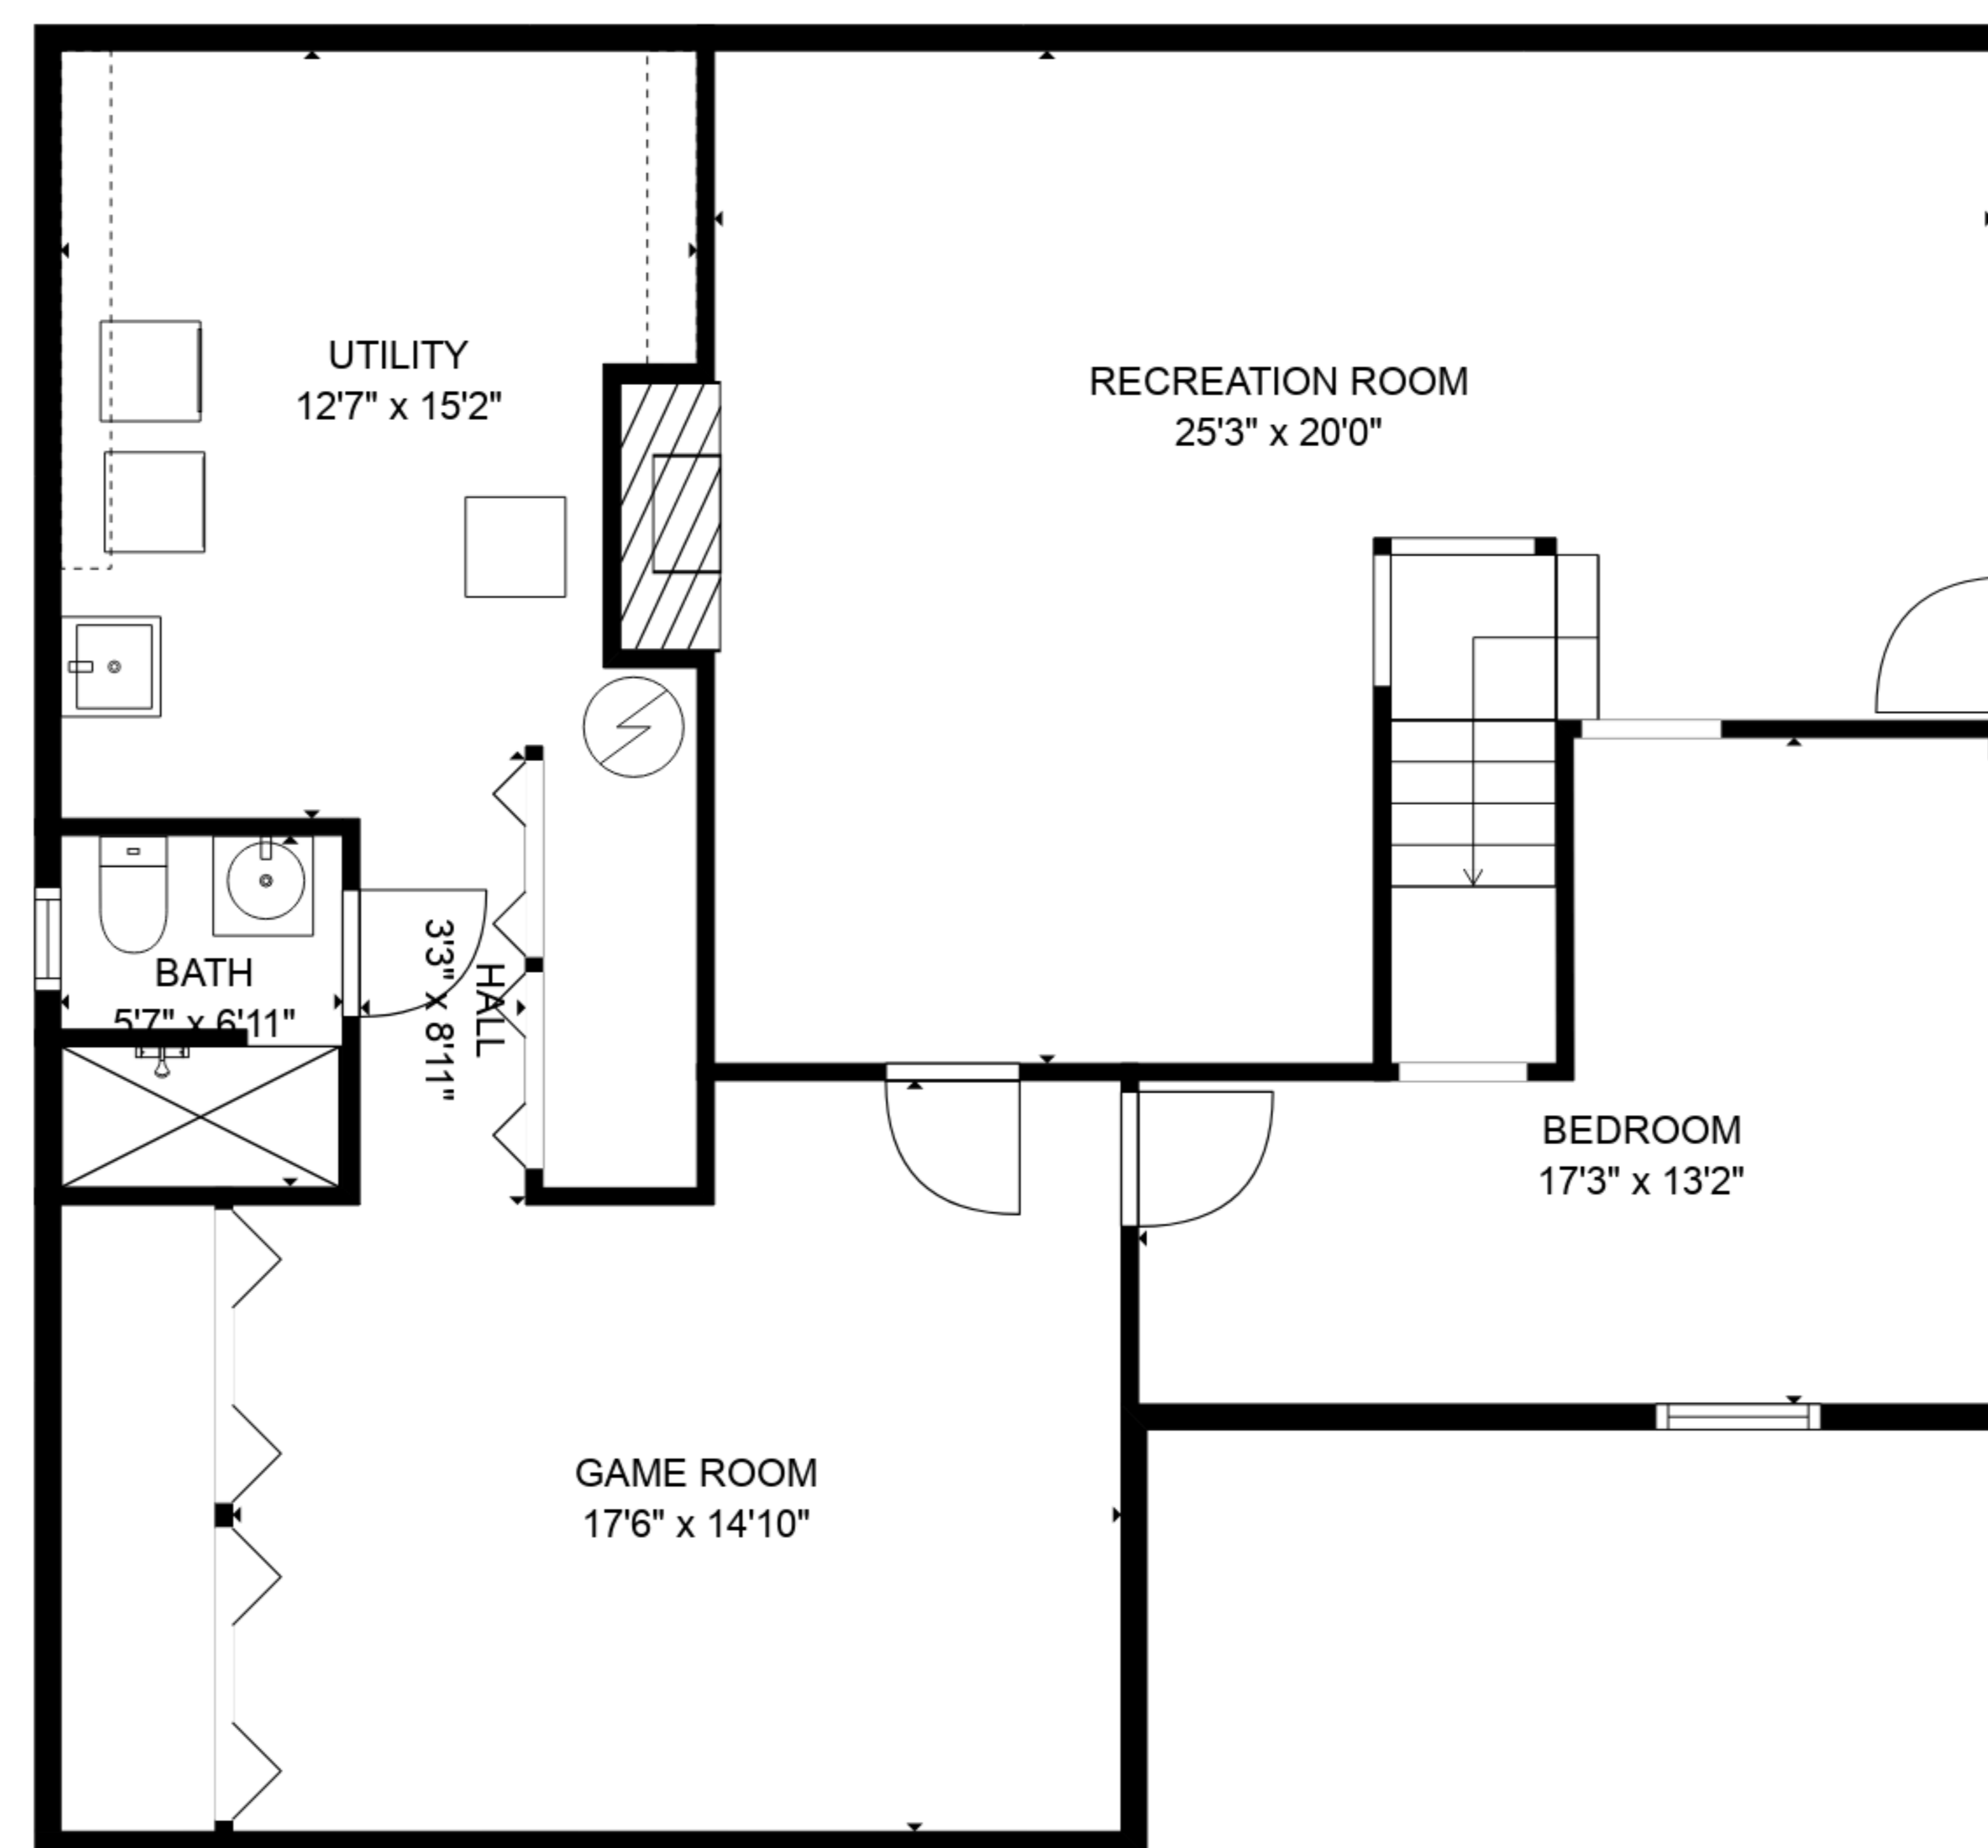 UTILITY
12'7" x 15'2"
RECREATION ROOM
25'3" x 20'0"
BATH
5'7" x 6'11"
HALL
3'3" x 8'11"
BEDROOM
17'3" x 13'2"
GAME ROOM
17'6" x 14'10"